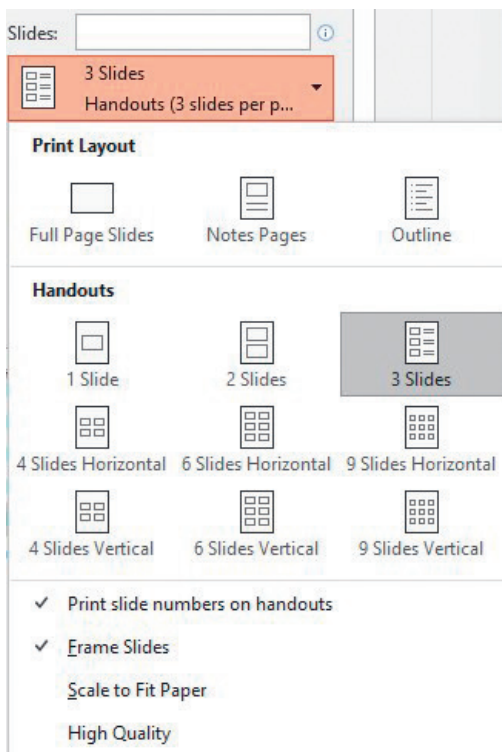 Slides:
3 Slides
Handouts (3 slides per p...
Print Layout
Full Page Slides Notes Pages Outline
Handouts
1 Slide 2 Slides 3 Slides
4 Slides Horizontal 6 Slides Horizontal 9 Slides Horizontal
4 Slides Vertical 6 Slides Vertical 9 Slides Vertical
✓ Print slide numbers on handouts
✓ Frame Slides
Scale to Fit Paper
High Quality